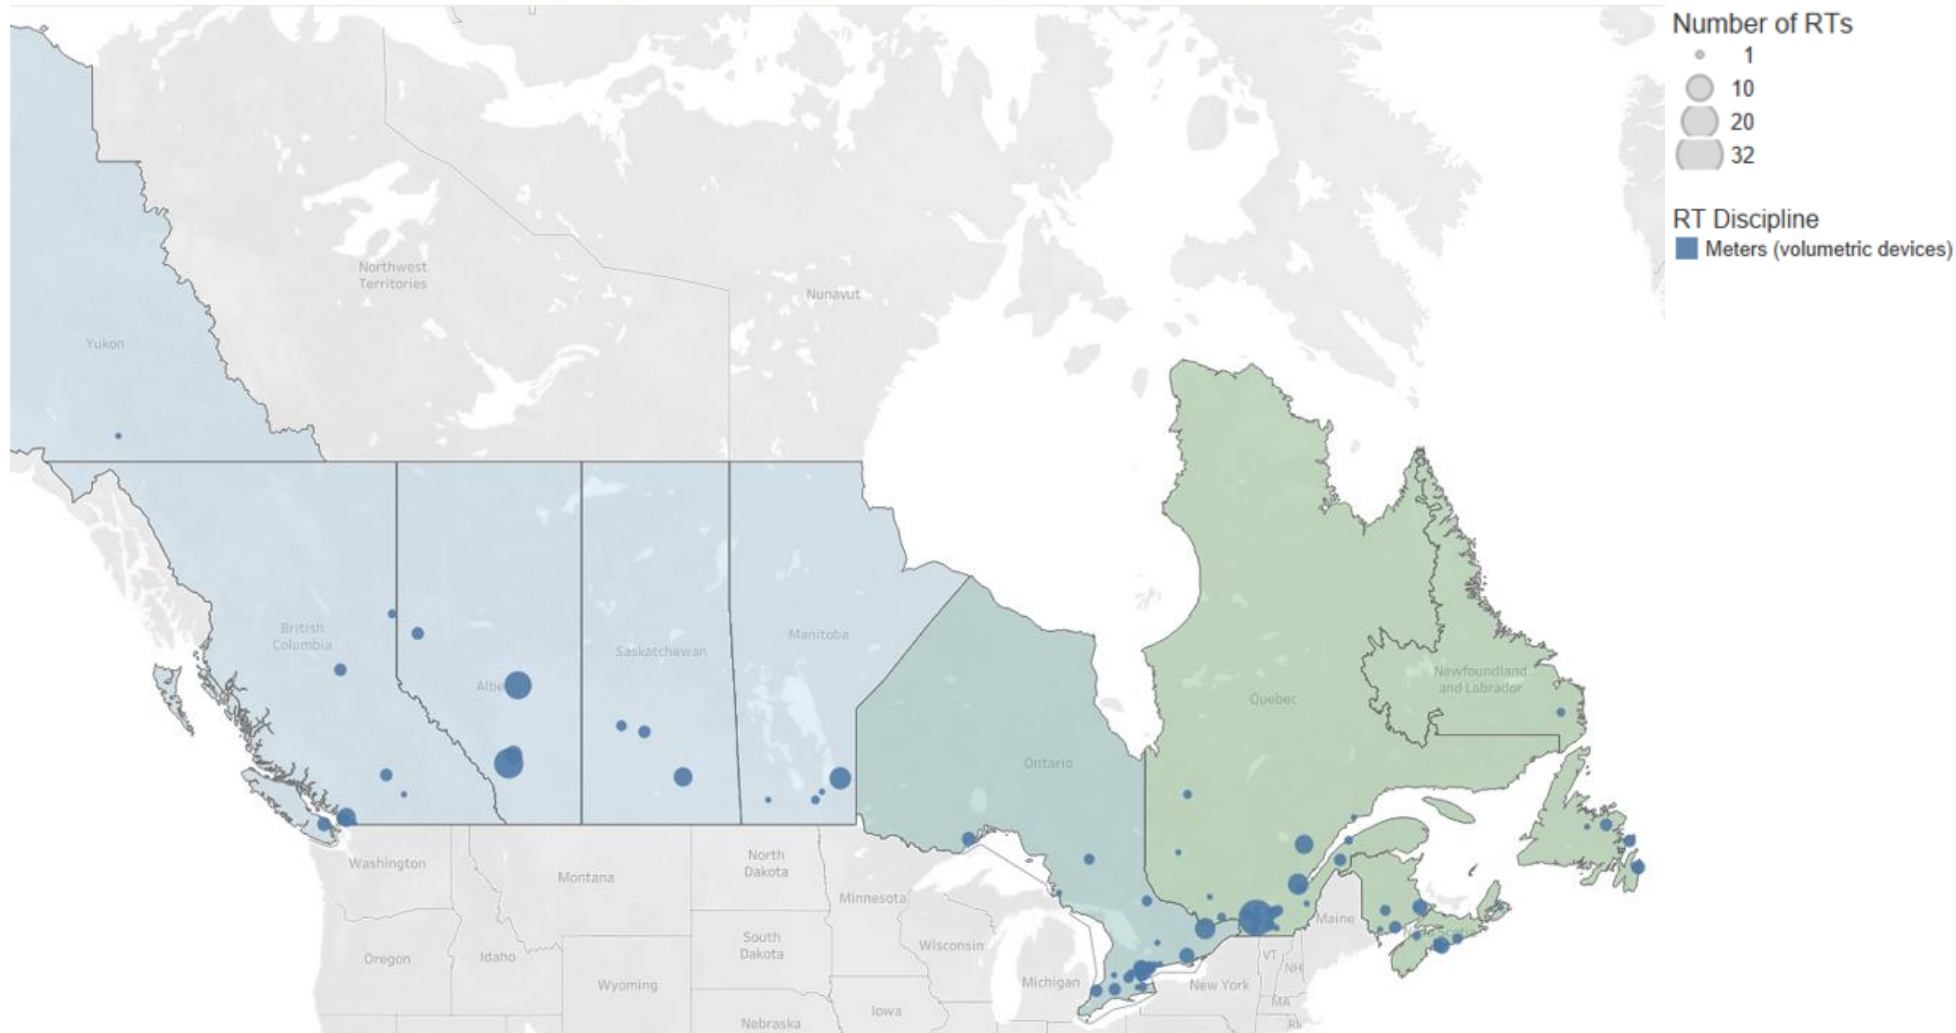 Number of RTs
1
10
20
32
RT Discipline
Meters (volumetric devices)
Northwest
Territories
Nunavut
Yukon
British
Columbia
Albe
Saskatchewan
Manitoba
Ontario
Quebec
Newfoundland
and Labrador
Washington
Montana
North
Dakota
Minnesota
Maine
Oregon
Idaho
South
Dakota
Wisconsin
Wyoming
Michigan
New York
VT
NH
MA
RI
Iowa
Nebraska